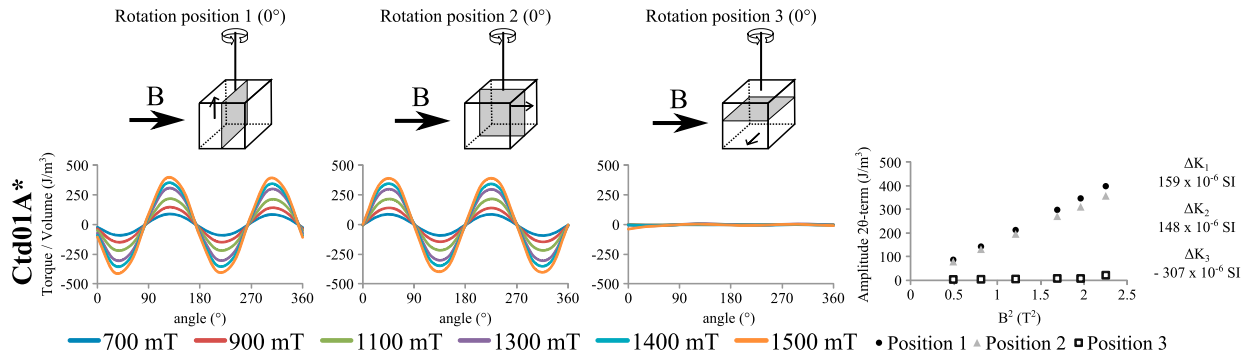 Rotation position 1 (0°)
Rotation position 2 (0°)
Rotation position 3 (0°)
B
B
B
Ctd01A*
Torque / Volume (J/m³)
500
250
0
-250
-500
0 90 180 270 360
angle (°)
500
250
0
-250
-500
0 90 180 270 360
angle (°)
500
250
0
-250
-500
0 90 180 270 360
angle (°)
Amplitude 2θ-term (J/m³)
500
400
300
200
100
0
0 0.5 1 1.5 2 2.5
B² (T²)
ΔK₁
159 x 10⁻⁶ SI
ΔK₂
148 x 10⁻⁶ SI
ΔK₃
- 307 x 10⁻⁶ SI
700 mT 900 mT 1100 mT 1300 mT 1400 mT 1500 mT
Position 1 Position 2 Position 3